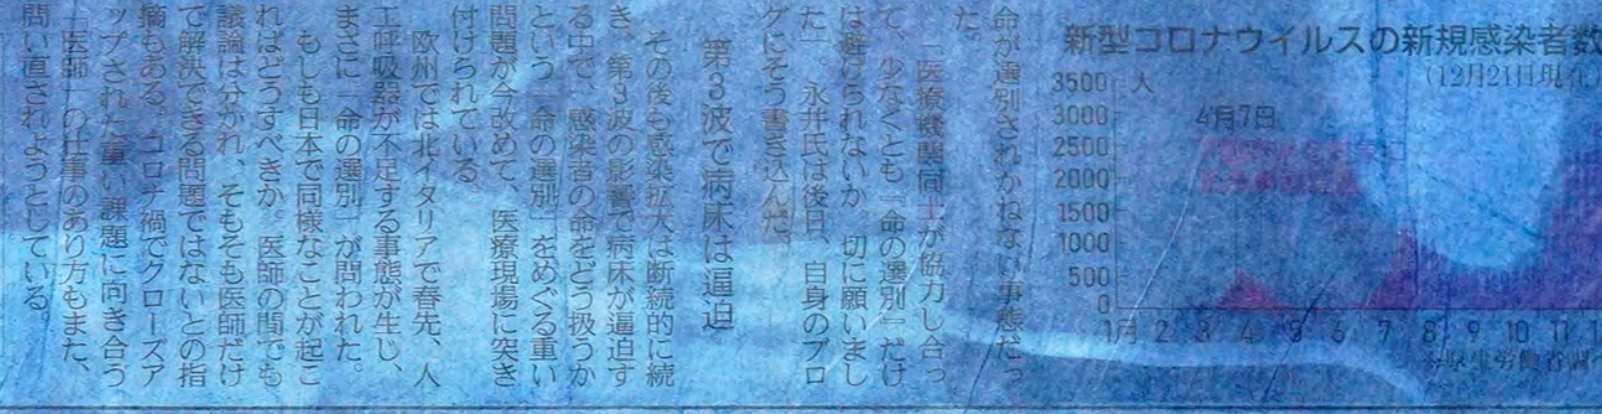 新型コロナウイルスの新規感染者数
(12月21日現在)
3500 人
3000
2500
2000
1500
1000
500
0
4月7日
1月 2 3 4 5 6 7 8 9 10 11
労働省調べ
命が選別されかねない事態だっ
た。
「医療機関同士が協力し合っ
て、少なくとも『命の選別』だけ
は避けられないか 切に願いまし
た」。永井氏は後日、自身のブロ
グにそう書き込んだ。
第3波で病床は逼迫
その後も感染拡大は断続的に続
き、第3波の影響で病床が逼迫す
る中で、感染者の命をどう扱うか
という「命の選別」をめぐる重い
問題が今改めて、医療現場に突き
付けられている。
欧州では北イタリアで春先、人
工呼吸器が不足する事態が生じ、
まさに「命の選別」が問われた。
もしも日本で同様なことが起こ
ればどうすべきか。医師の間でも
議論は分かれ、そもそも医師だけ
で解決できる問題ではないとの指
摘もある。コロナ禍でクローズア
ップされた重い課題に向き合う
「医師」の仕事のあり方もまた、
問い直されようとしている。